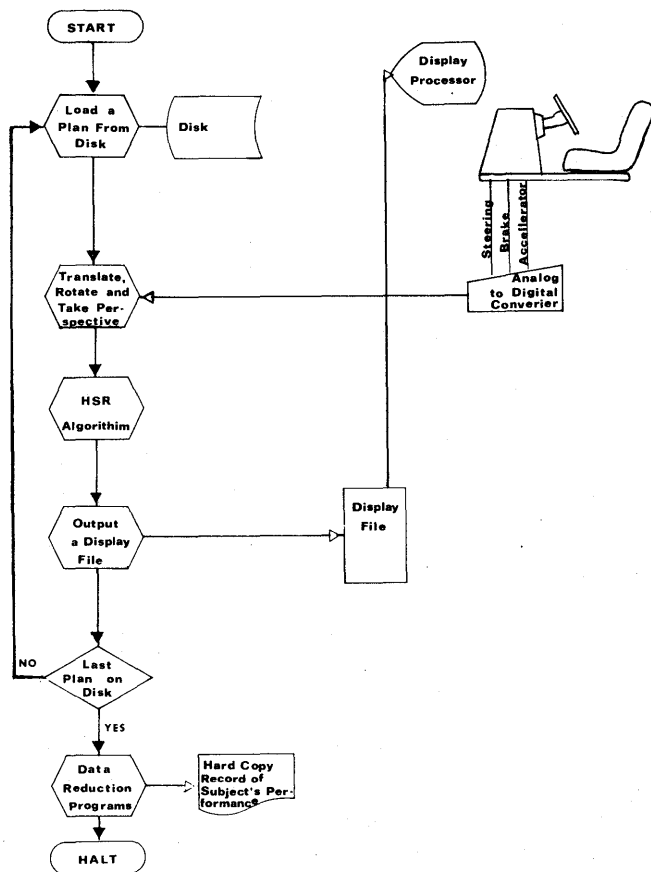 START
Load a
Plan From
Disk
Disk
Display
Processor
Steering
Brake
Accellerator
Translate,
Rotate and
Take Per-
spective
Analog
to Digital
Converier
HSR
Algorithim
Output
a Display
File
Display
File
Last
Plan on
Disk
NO
YES
Data
Reduction
Programs
Hard Copy
Record of
Subject's Per-
formance
HALT